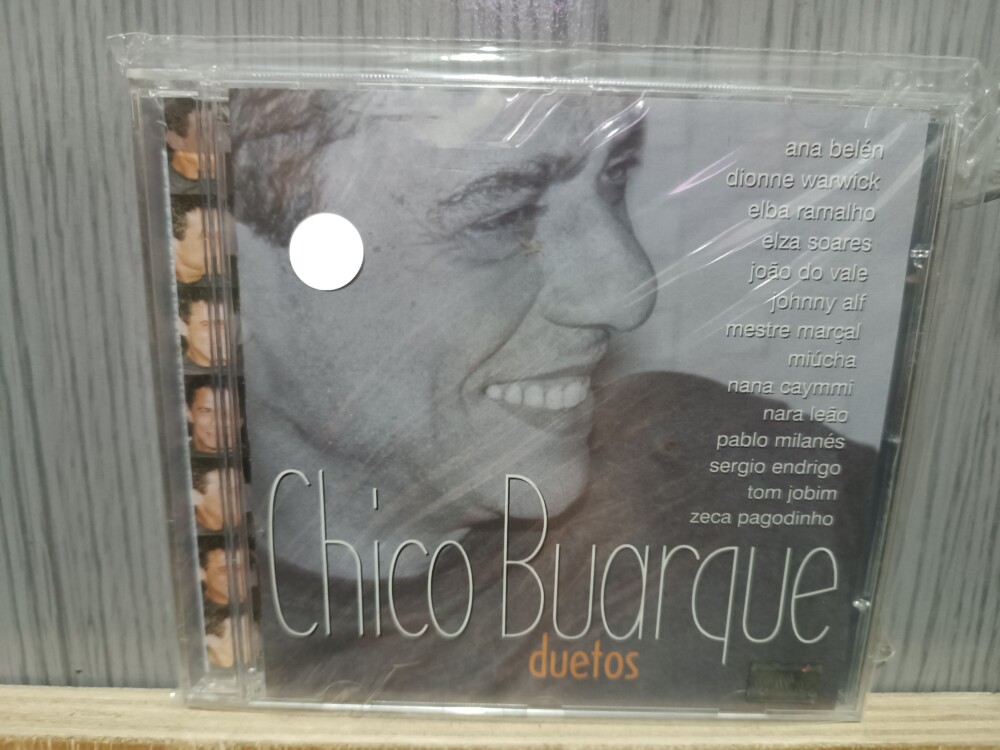 ana belén
dionne warwick
elba ramalho
elza soares
joão do vale
johnny alf
mestre marçal
miúcha
nana caymmi
nara leão
pablo milanés
sergio endrigo
tom jobim
zeca pagodinho
Chico Buarque
duetos